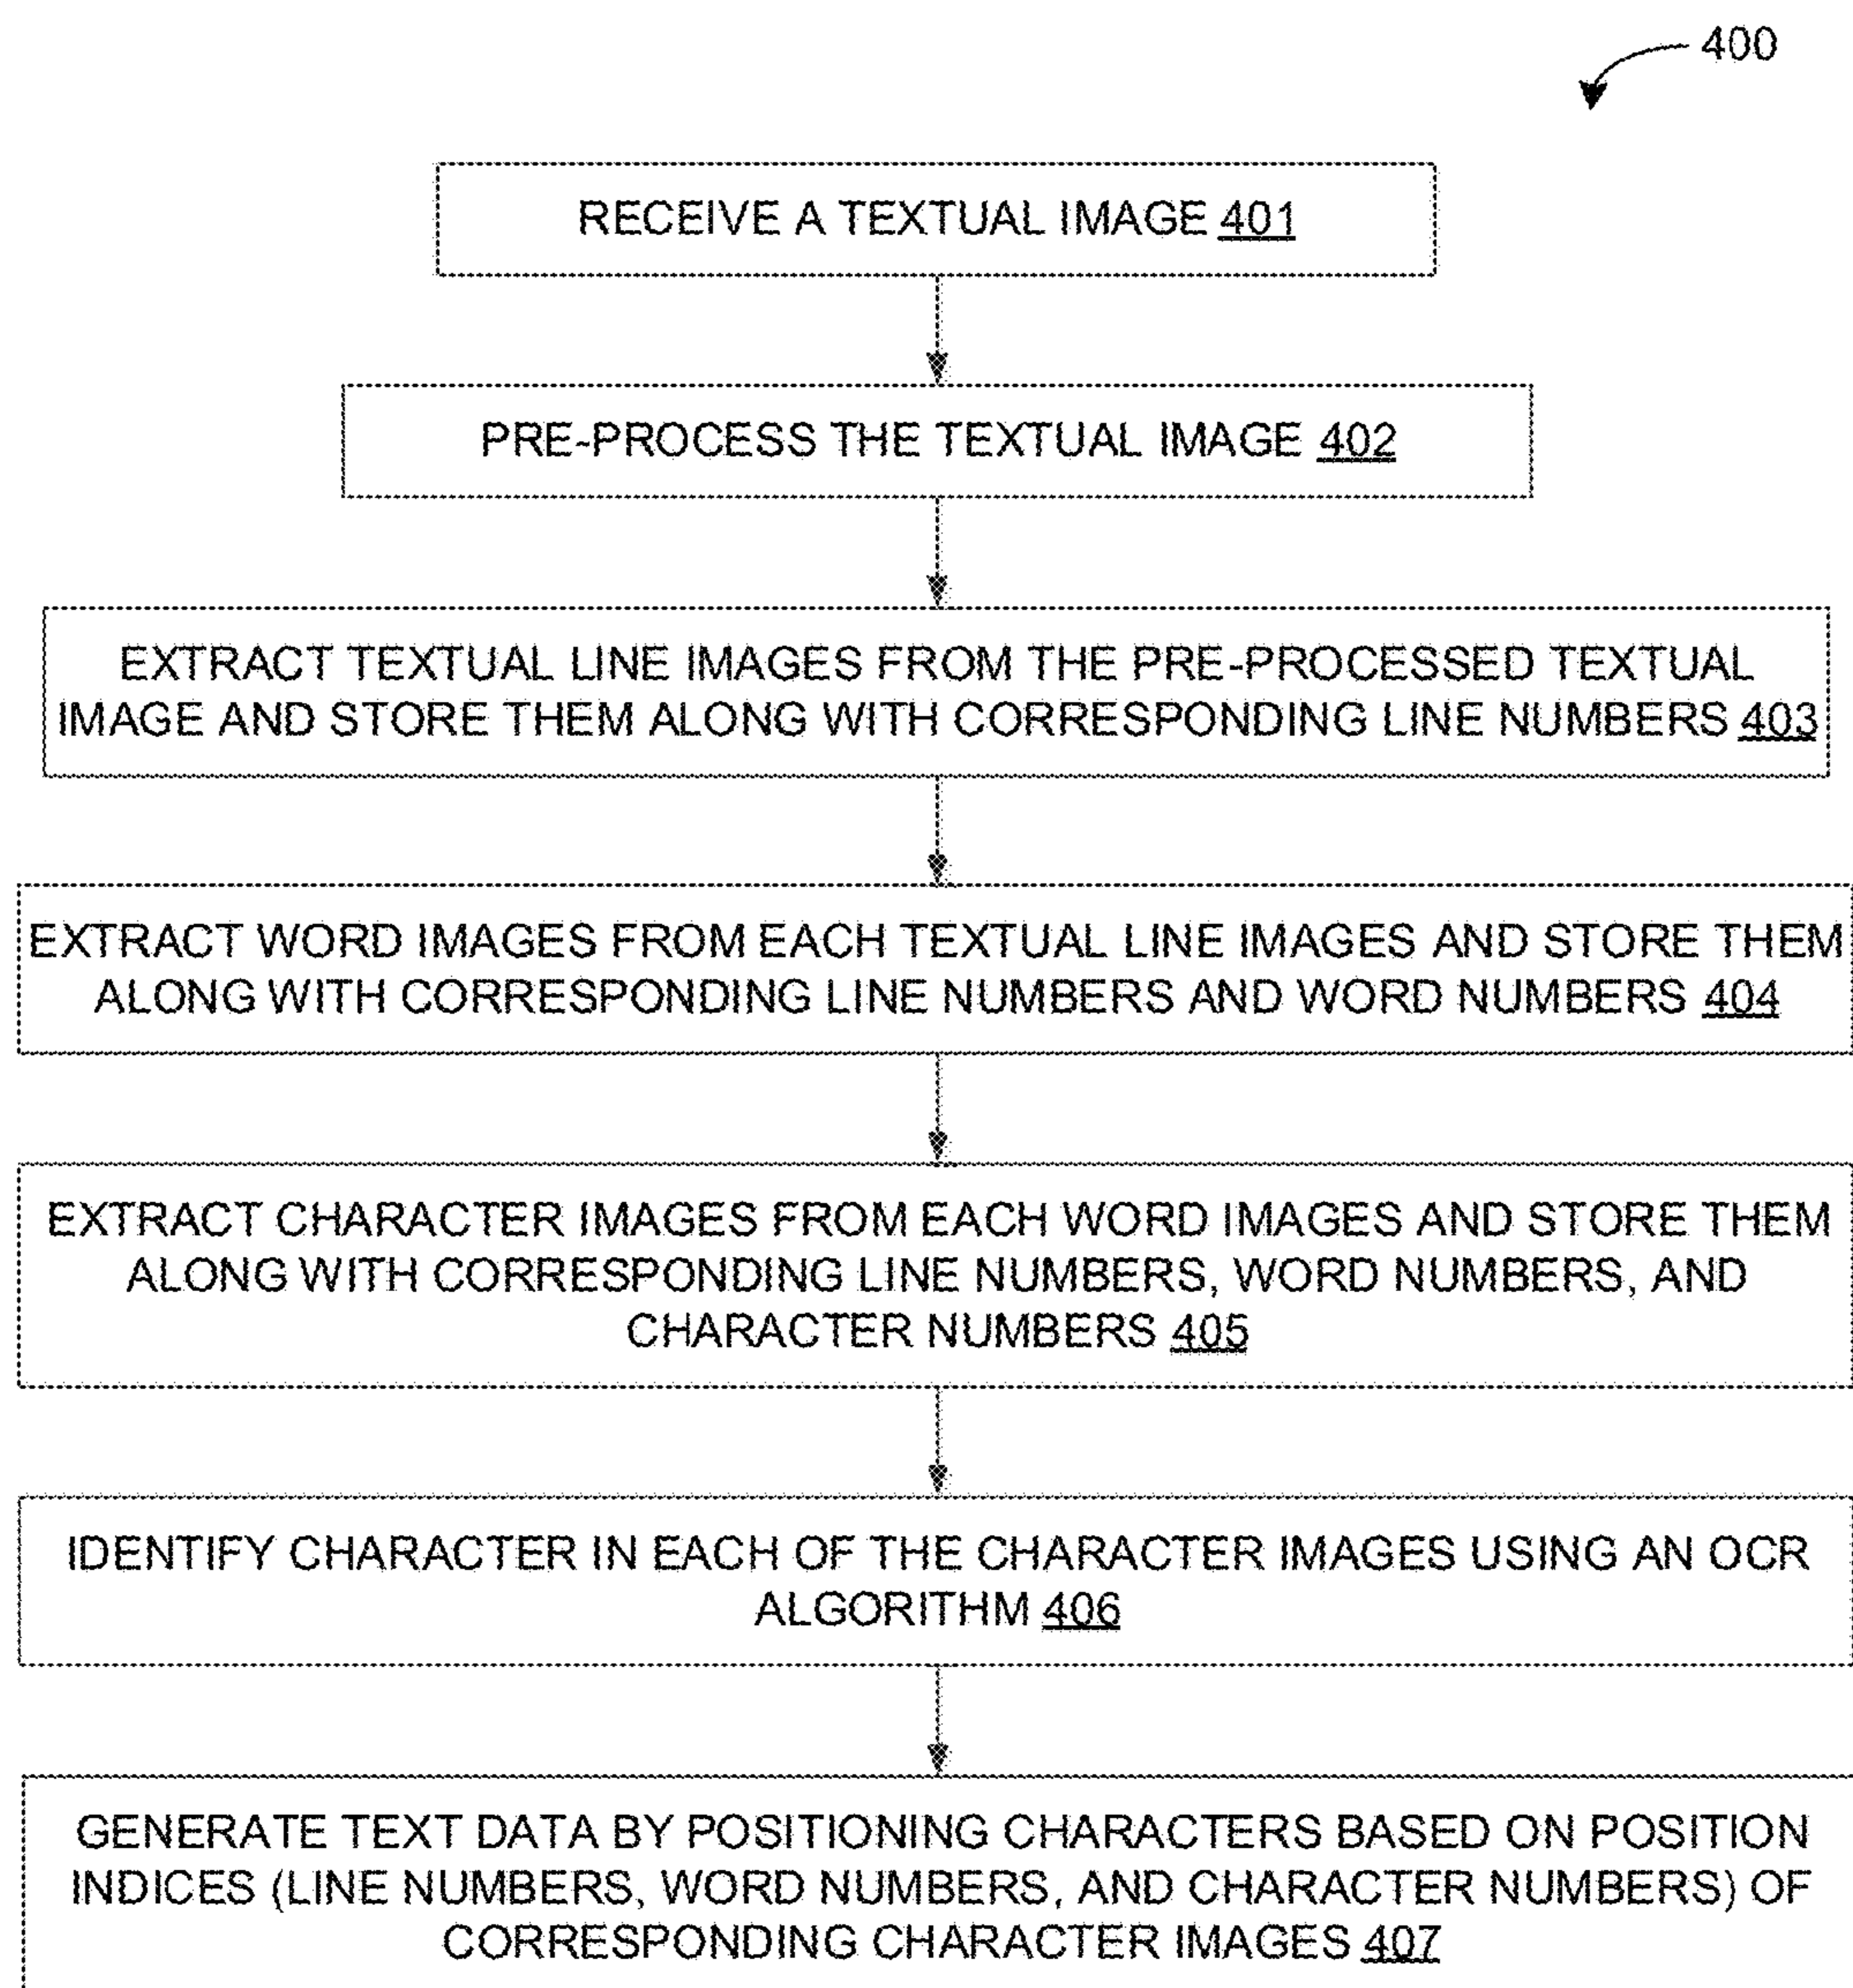 400
RECEIVE A TEXTUAL IMAGE 401
PRE-PROCESS THE TEXTUAL IMAGE 402
EXTRACT TEXTUAL LINE IMAGES FROM THE PRE-PROCESSED TEXTUAL
IMAGE AND STORE THEM ALONG WITH CORRESPONDING LINE NUMBERS 403
EXTRACT WORD IMAGES FROM EACH TEXTUAL LINE IMAGES AND STORE THEM
ALONG WITH CORRESPONDING LINE NUMBERS AND WORD NUMBERS 404
EXTRACT CHARACTER IMAGES FROM EACH WORD IMAGES AND STORE THEM
ALONG WITH CORRESPONDING LINE NUMBERS, WORD NUMBERS, AND
CHARACTER NUMBERS 405
IDENTIFY CHARACTER IN EACH OF THE CHARACTER IMAGES USING AN OCR
ALGORITHM 406
GENERATE TEXT DATA BY POSITIONING CHARACTERS BASED ON POSITION
INDICES (LINE NUMBERS, WORD NUMBERS, AND CHARACTER NUMBERS) OF
CORRESPONDING CHARACTER IMAGES 407